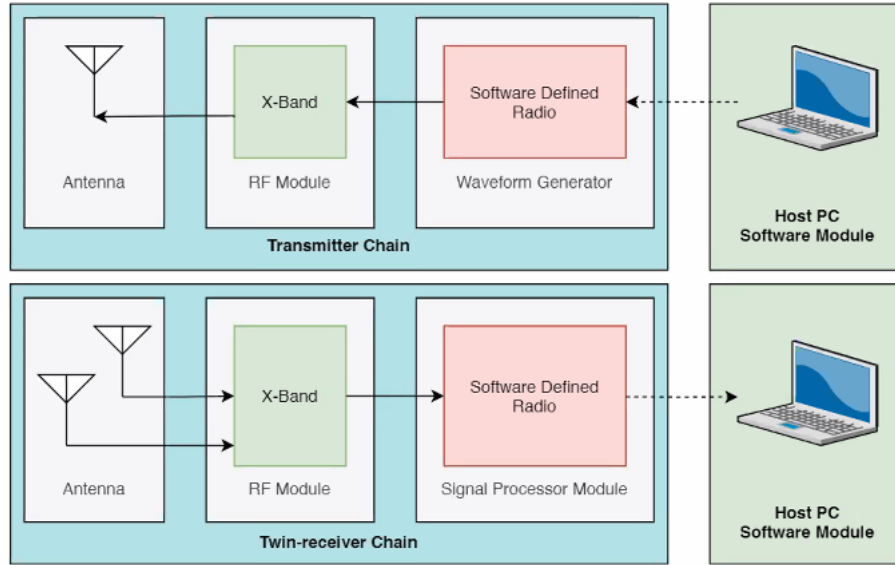 X-Band
Software Defined
Radio
Antenna
RF Module
Waveform Generator
Transmitter Chain
Host PC
Software Module
X-Band
Software Defined
Radio
Antenna
RF Module
Signal Processor Module
Twin-receiver Chain
Host PC
Software Module